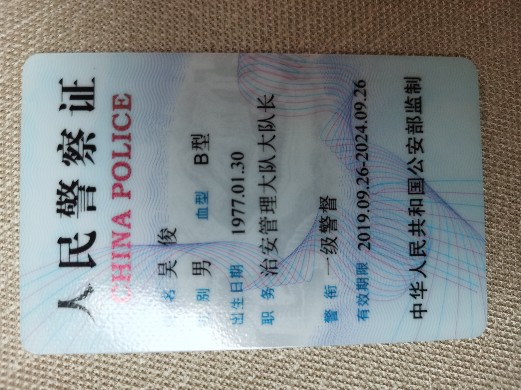 人民警察证
CHINA POLICE
名 吴俊
别 男 血型 B型
出生日期 1977.01.30
职务 治安管理大队大队长
警衔 一级警督
有效期限 2019.09.26-2024.09.26
中华人民共和国公安部监制